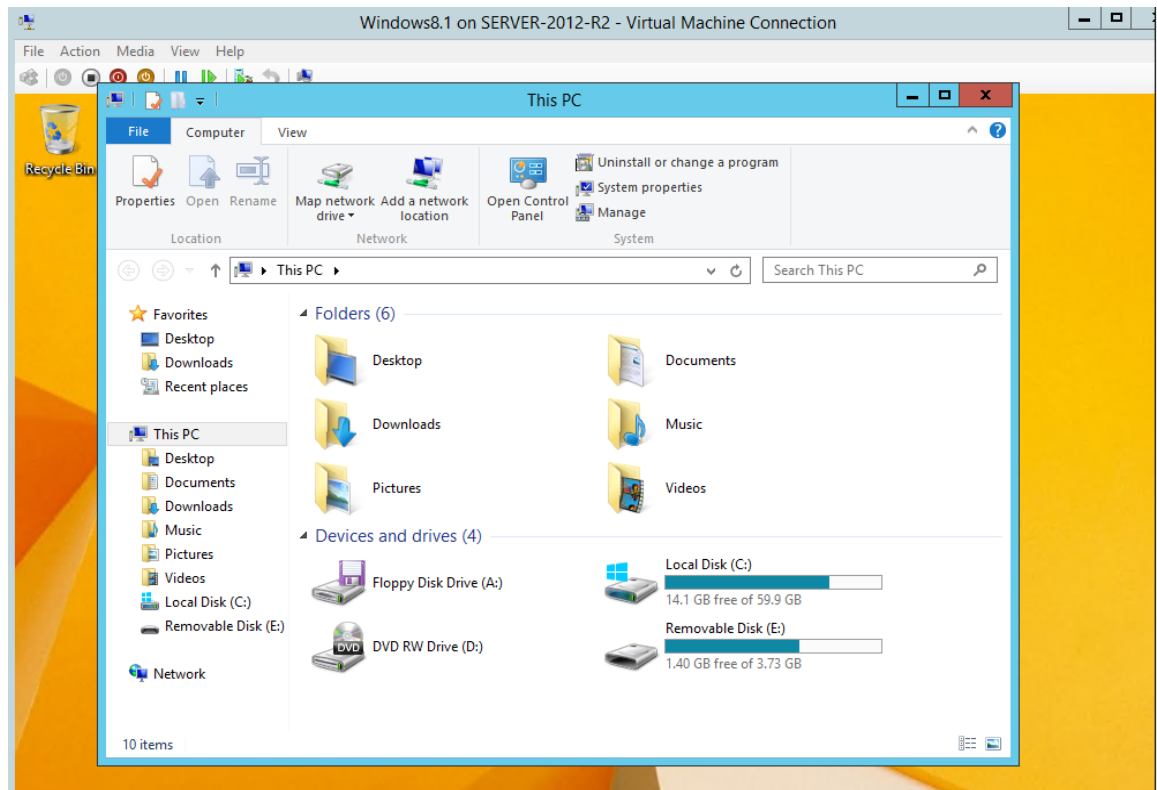 Windows8.1 on SERVER-2012-R2 - Virtual Machine Connection
File Action Media View Help
Recycle Bin
This PC
File Computer View
Properties Open Rename
Map network drive
Add a network location
Open Control Panel
Uninstall or change a program
System properties
Manage
Location Network System
This PC
Search This PC
Favorites
Desktop
Downloads
Recent places
This PC
Desktop
Documents
Downloads
Music
Pictures
Videos
Local Disk (C:)
Removable Disk (E:)
Network
Folders (6)
Desktop
Documents
Downloads
Music
Pictures
Videos
Devices and drives (4)
Floppy Disk Drive (A:)
Local Disk (C:)
14.1 GB free of 59.9 GB
DVD
DVD RW Drive (D:)
Removable Disk (E:)
1.40 GB free of 3.73 GB
10 items